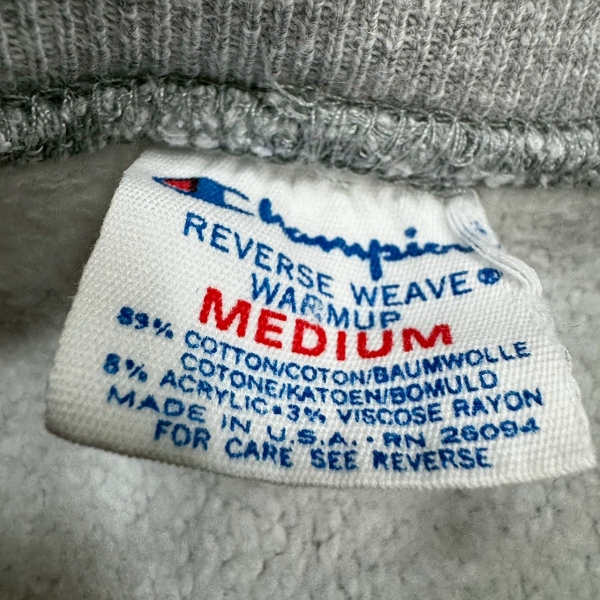 Champion
REVERSE WEAVE®
WARMUP
MEDIUM
89% COTTON/COTON/BAUMWOLLE
COTONE/KATOEN/BOMULD
8% ACRYLIC•3% VISCOSE RAYON
MADE IN U.S.A.•RN 26094
FOR CARE SEE REVERSE